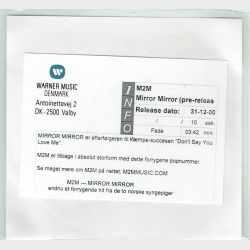 WARNER MUSIC
DENMARK
Antoinettevej 2
DK-2500 Valby
INFO
M2M
Mirror Mirror (pre-releas
Release dato: 31-12-00
/ / 10 sek.
Fade 03:42 min
MIRROR MIRROR er efterfølgeren til kæmpe-succesen "Don't Say You
Love Me".
M2M er tilbage i absolut storform med dette forrygende popnummer.
Se meget mere om M2M på nettet: M2MMUSIC.COM
M2M --- MIRROR MIRROR
endnu et forrygende hit fra de to norske syngepiger